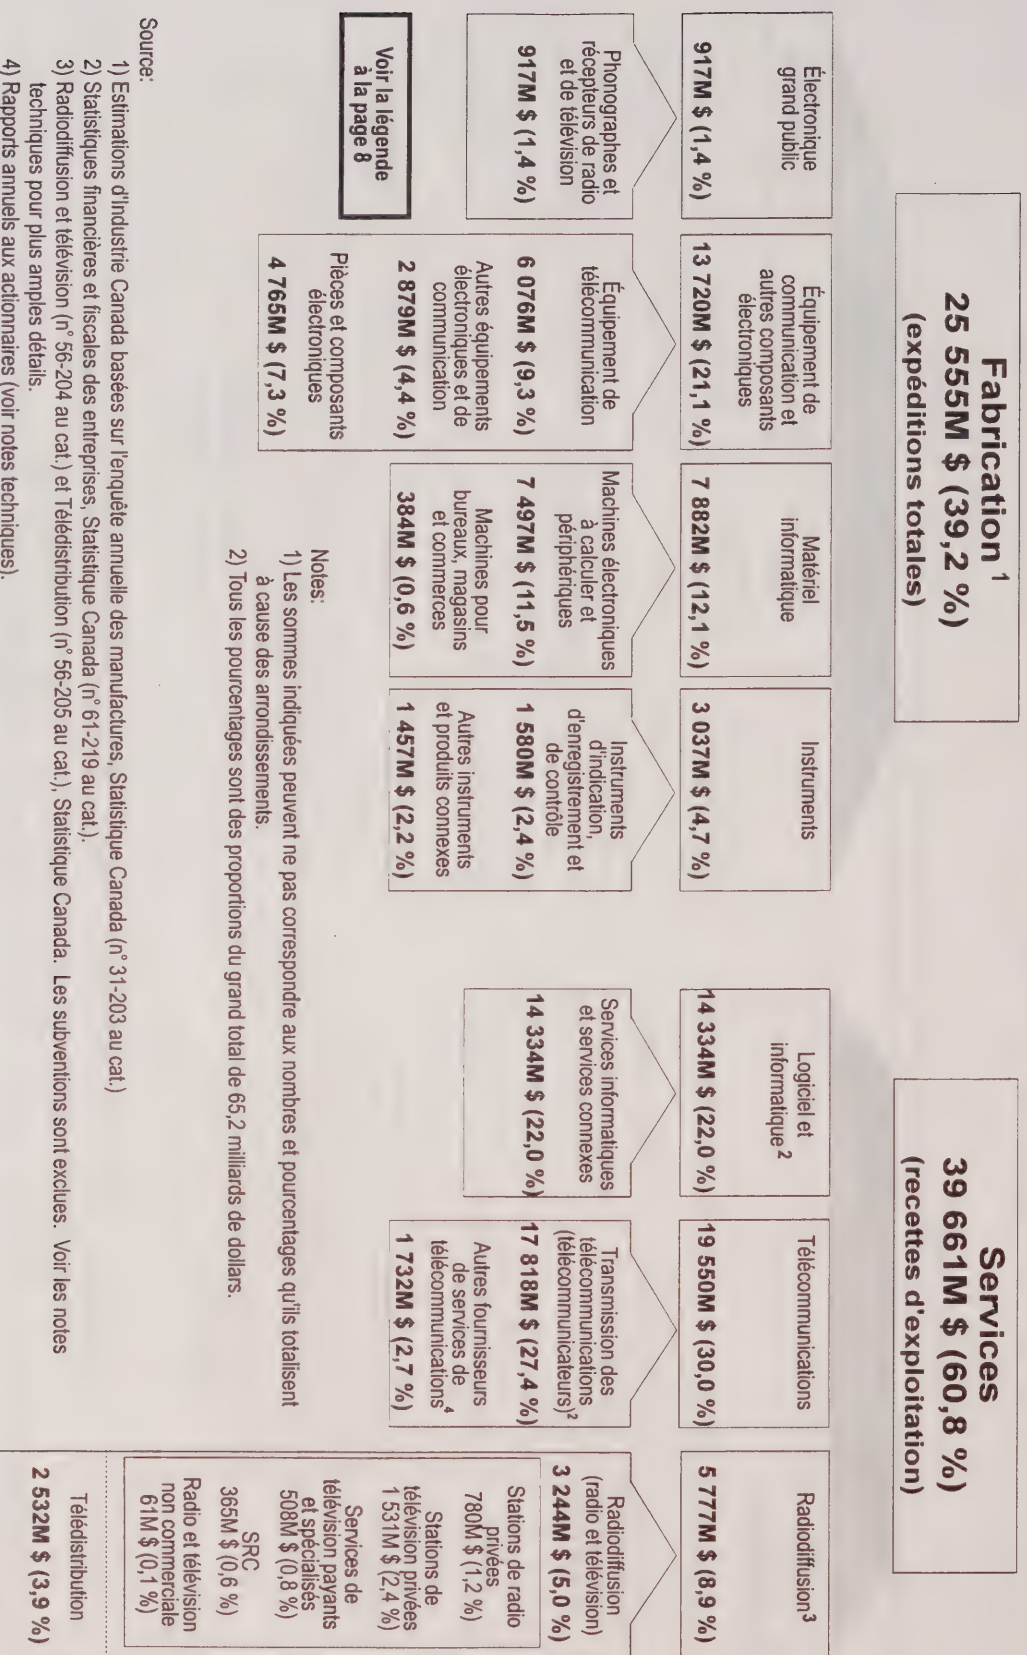 Fabrication 1
25 555M $ (39,2 %)
(expéditions totales)
Services
39 661M $ (60,8 %)
(recettes d'exploitation)
Électronique
grand public
917M $ (1,4 %)
Équipement de
communication et
autres composants
électroniques
13 720M $ (21,1 %)
Matériel
informatique
7 882M $ (12,1 %)
Instruments
3 037M $ (4,7 %)
Logiciel et
informatique 2
14 334M $ (22,0 %)
Télécommunications
19 550M $ (30,0 %)
Radiodiffusion3
5 777M $ (8,9 %)
Phonographes et
récepteurs de radio
et de télévision
917M $ (1,4 %)
Équipement de
télécommunication
6 076M $ (9,3 %)
Autres équipements
électroniques et de
communication
2 879M $ (4,4 %)
Pièces et composants
électroniques
4 765M $ (7,3 %)
Machines électroniques
à calculer et
périphériques
7 497M $ (11,5 %)
Machines pour
bureaux, magasins
et commerces
384M $ (0,6 %)
Instruments
d'indication,
d'enregistrement et
de contrôle
1 580M $ (2,4 %)
Autres instruments
et produits connexes
1 457M $ (2,2 %)
Services informatiques
et services connexes
14 334M $ (22,0 %)
Transmission des
télécommunications
(télécommunicateurs)2
17 818M $ (27,4 %)
Autres fournisseurs
de services de
télécommunications4
1 732M $ (2,7 %)
Radiodiffusion
(radio et télévision)
3 244M $ (5,0 %)
Stations de radio
privées
780M $ (1,2 %)
Stations de
télévision privées
1 531M $ (2,4 %)
Services de
télévision payants
et spécialisés
508M $ (0,8 %)
SRC
365M $ (0,6 %)
Radio et télévision
non commerciale
61M $ (0,1 %)
Télédistribution
2 532M $ (3,9 %)
Voir la légende
à la page 8
Notes:
1) Les sommes indiquées peuvent ne pas correspondre aux nombres et pourcentages qu'ils totalisent
à cause des arrondissements.
2) Tous les pourcentages sont des proportions du grand total de 65,2 milliards de dollars.
Source:
1) Estimations d'Industrie Canada basées sur l'enquête annuelle des manufactures, Statistique Canada (n° 31-203 au cat.)
2) Statistiques financières et fiscales des entreprises, Statistique Canada (n° 61-219 au cat.).
3) Radiodiffusion et télévision (n° 56-204 au cat.) et Télédistribution (n° 56-205 au cat.), Statistique Canada. Les subventions sont exclues. Voir les notes
techniques pour plus amples détails.
4) Rapports annuels aux actionnaires (voir notes techniques).